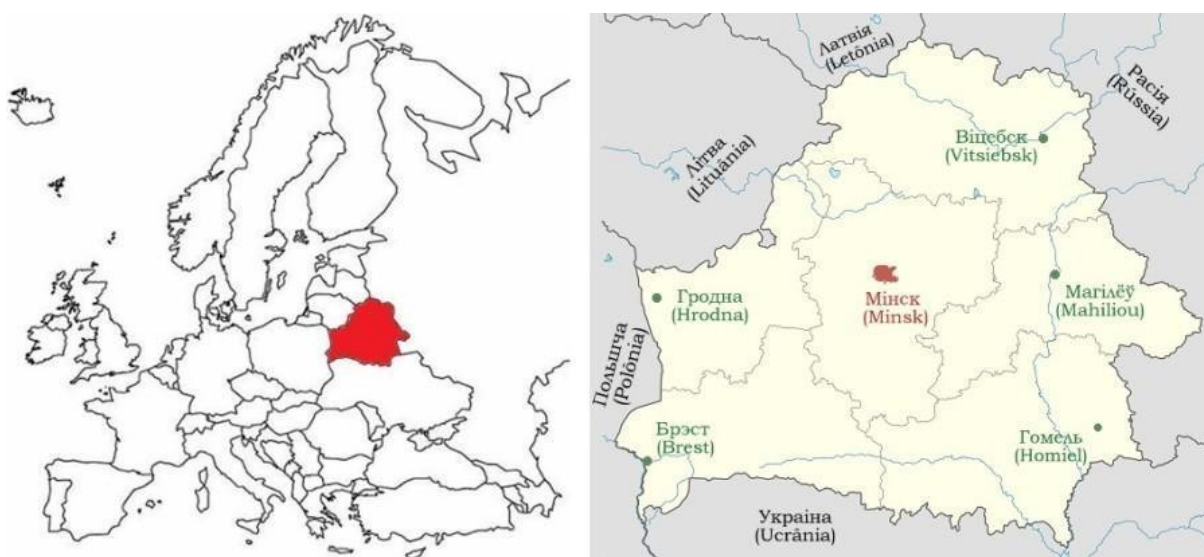 Латвія
(Letônia)
Расія
(Rússia)
Літва
(Lituânia)
Віцебск
(Vitsiebsk)
Гродна
(Hrodna)
Мінск
(Minsk)
Магілёў
(Mahiliou)
Польшча
(Polônia)
Брэст
(Brest)
Гомель
(Homiel)
Украіна
(Ucrânia)